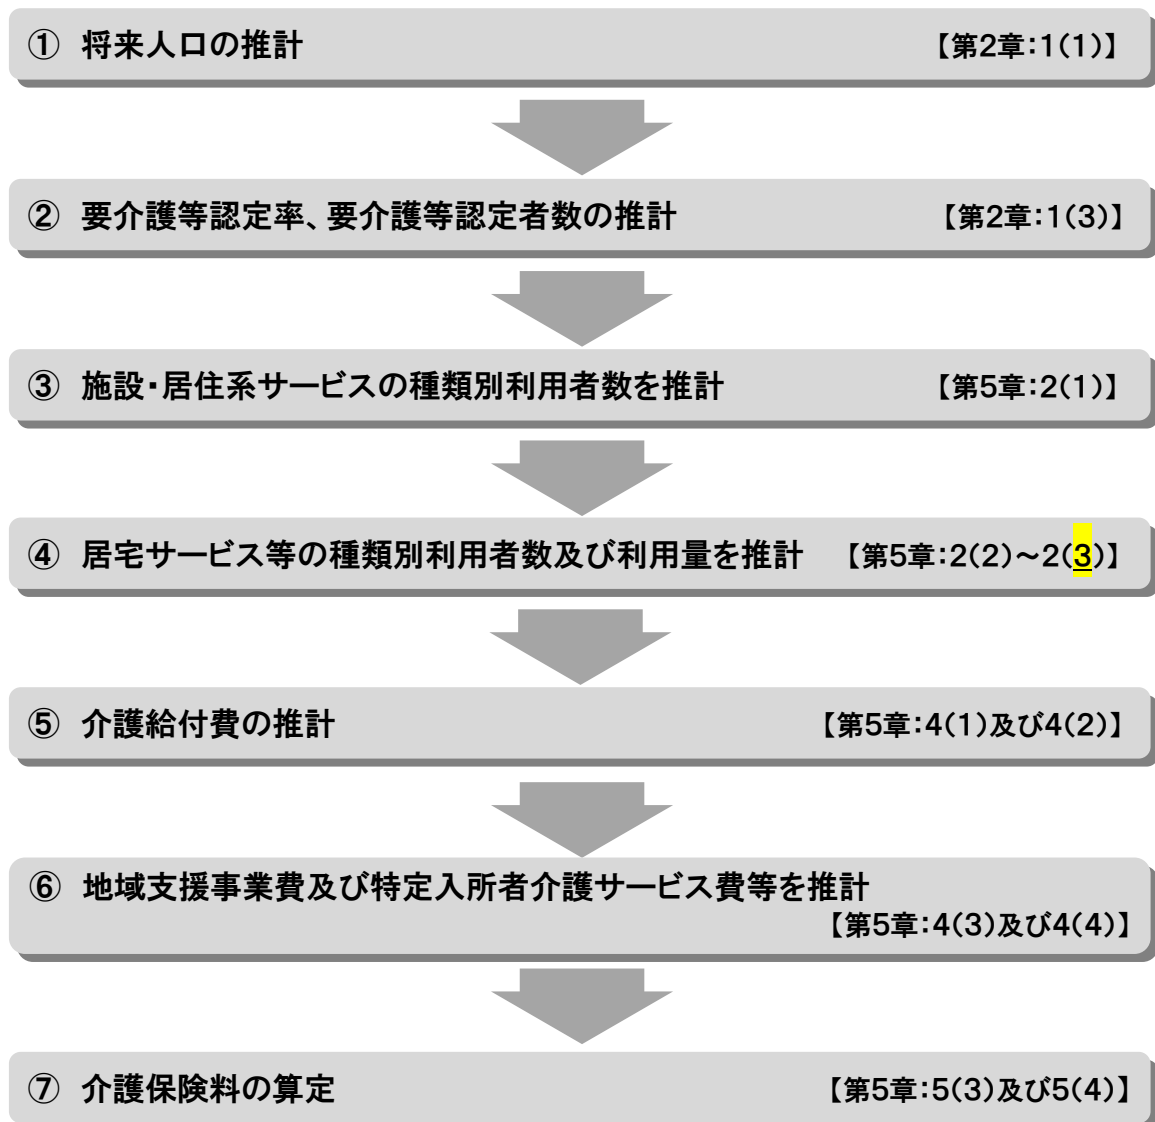 ① 将来人口の推計 【第2章：1(1)】
② 要介護等認定率、要介護等認定者数の推計 【第2章：1(3)】
③ 施設・居住系サービスの種類別利用者数を推計 【第5章：2(1)】
④ 居宅サービス等の種類別利用者数及び利用量を推計 【第5章：2(2)～2(3)】
⑤ 介護給付費の推計 【第5章：4(1)及び4(2)】
⑥ 地域支援事業費及び特定入所者介護サービス費等を推計
【第5章：4(3)及び4(4)】
⑦ 介護保険料の算定 【第5章：5(3)及び5(4)】